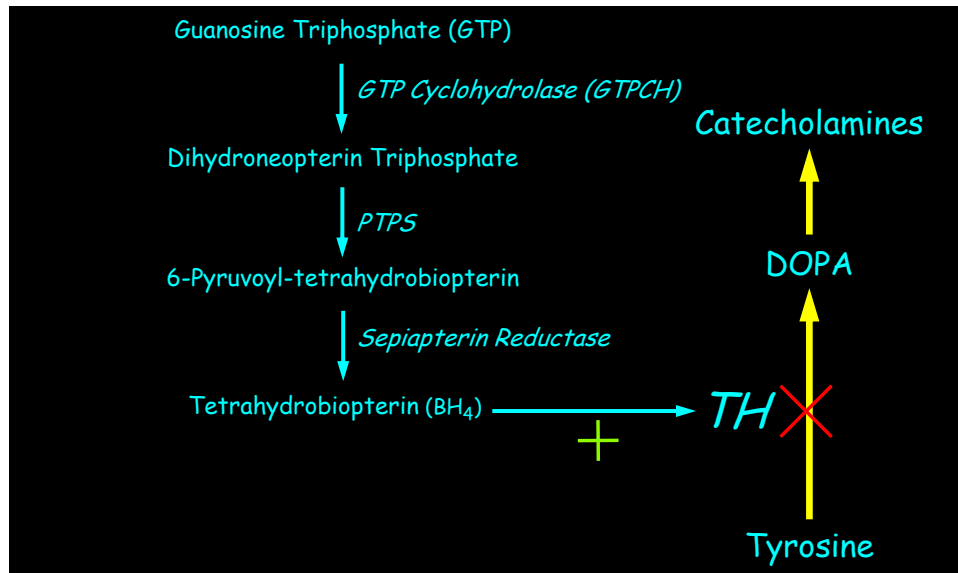 Guanosine Triphosphate (GTP)
GTP Cyclohydrolase (GTPCH)
Dihydroneopterin Triphosphate
PTPS
6-Pyruvoyl-tetrahydrobiopterin
Sepiapterin Reductase
Tetrahydrobiopterin (BH4)
+
TH
Catecholamines
DOPA
Tyrosine